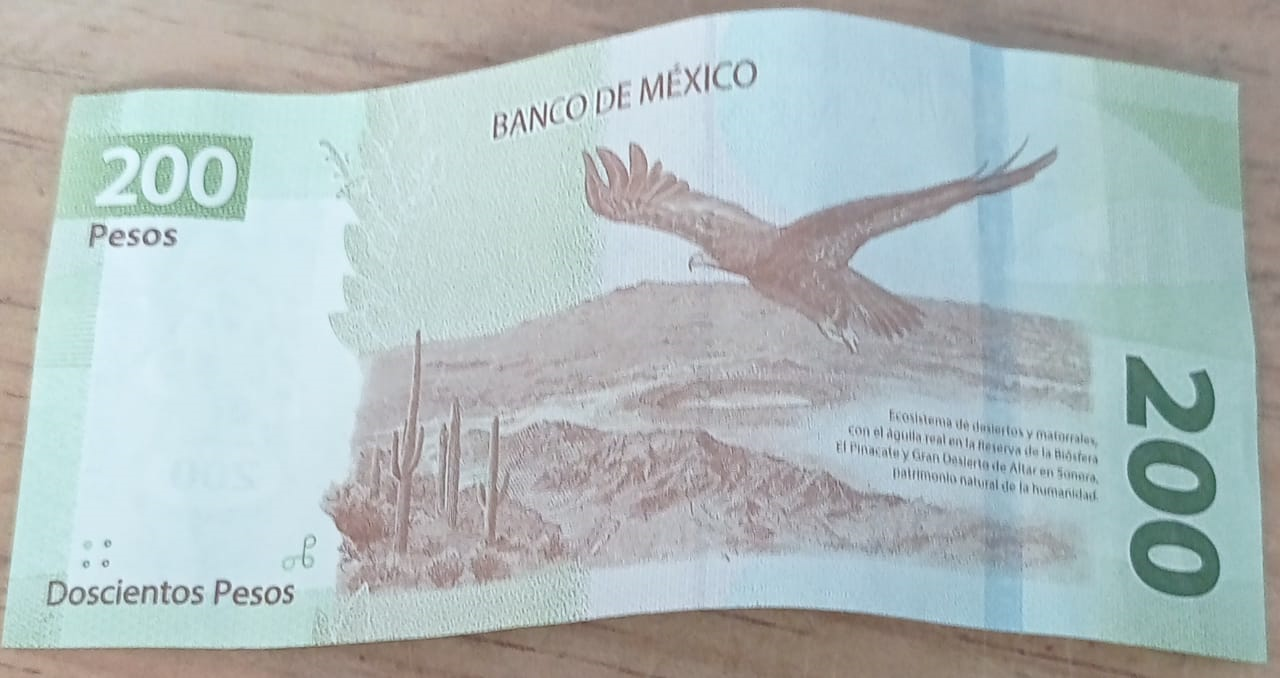 BANCO DE MÉXICO
200
Pesos
Ecosistema de desiertos y matorrales,
con el águila real en la Reserva de la Biósfera
El Pinacate y Gran Desierto de Altar en Sonora,
patrimonio natural de la humanidad.
200
Doscientos Pesos